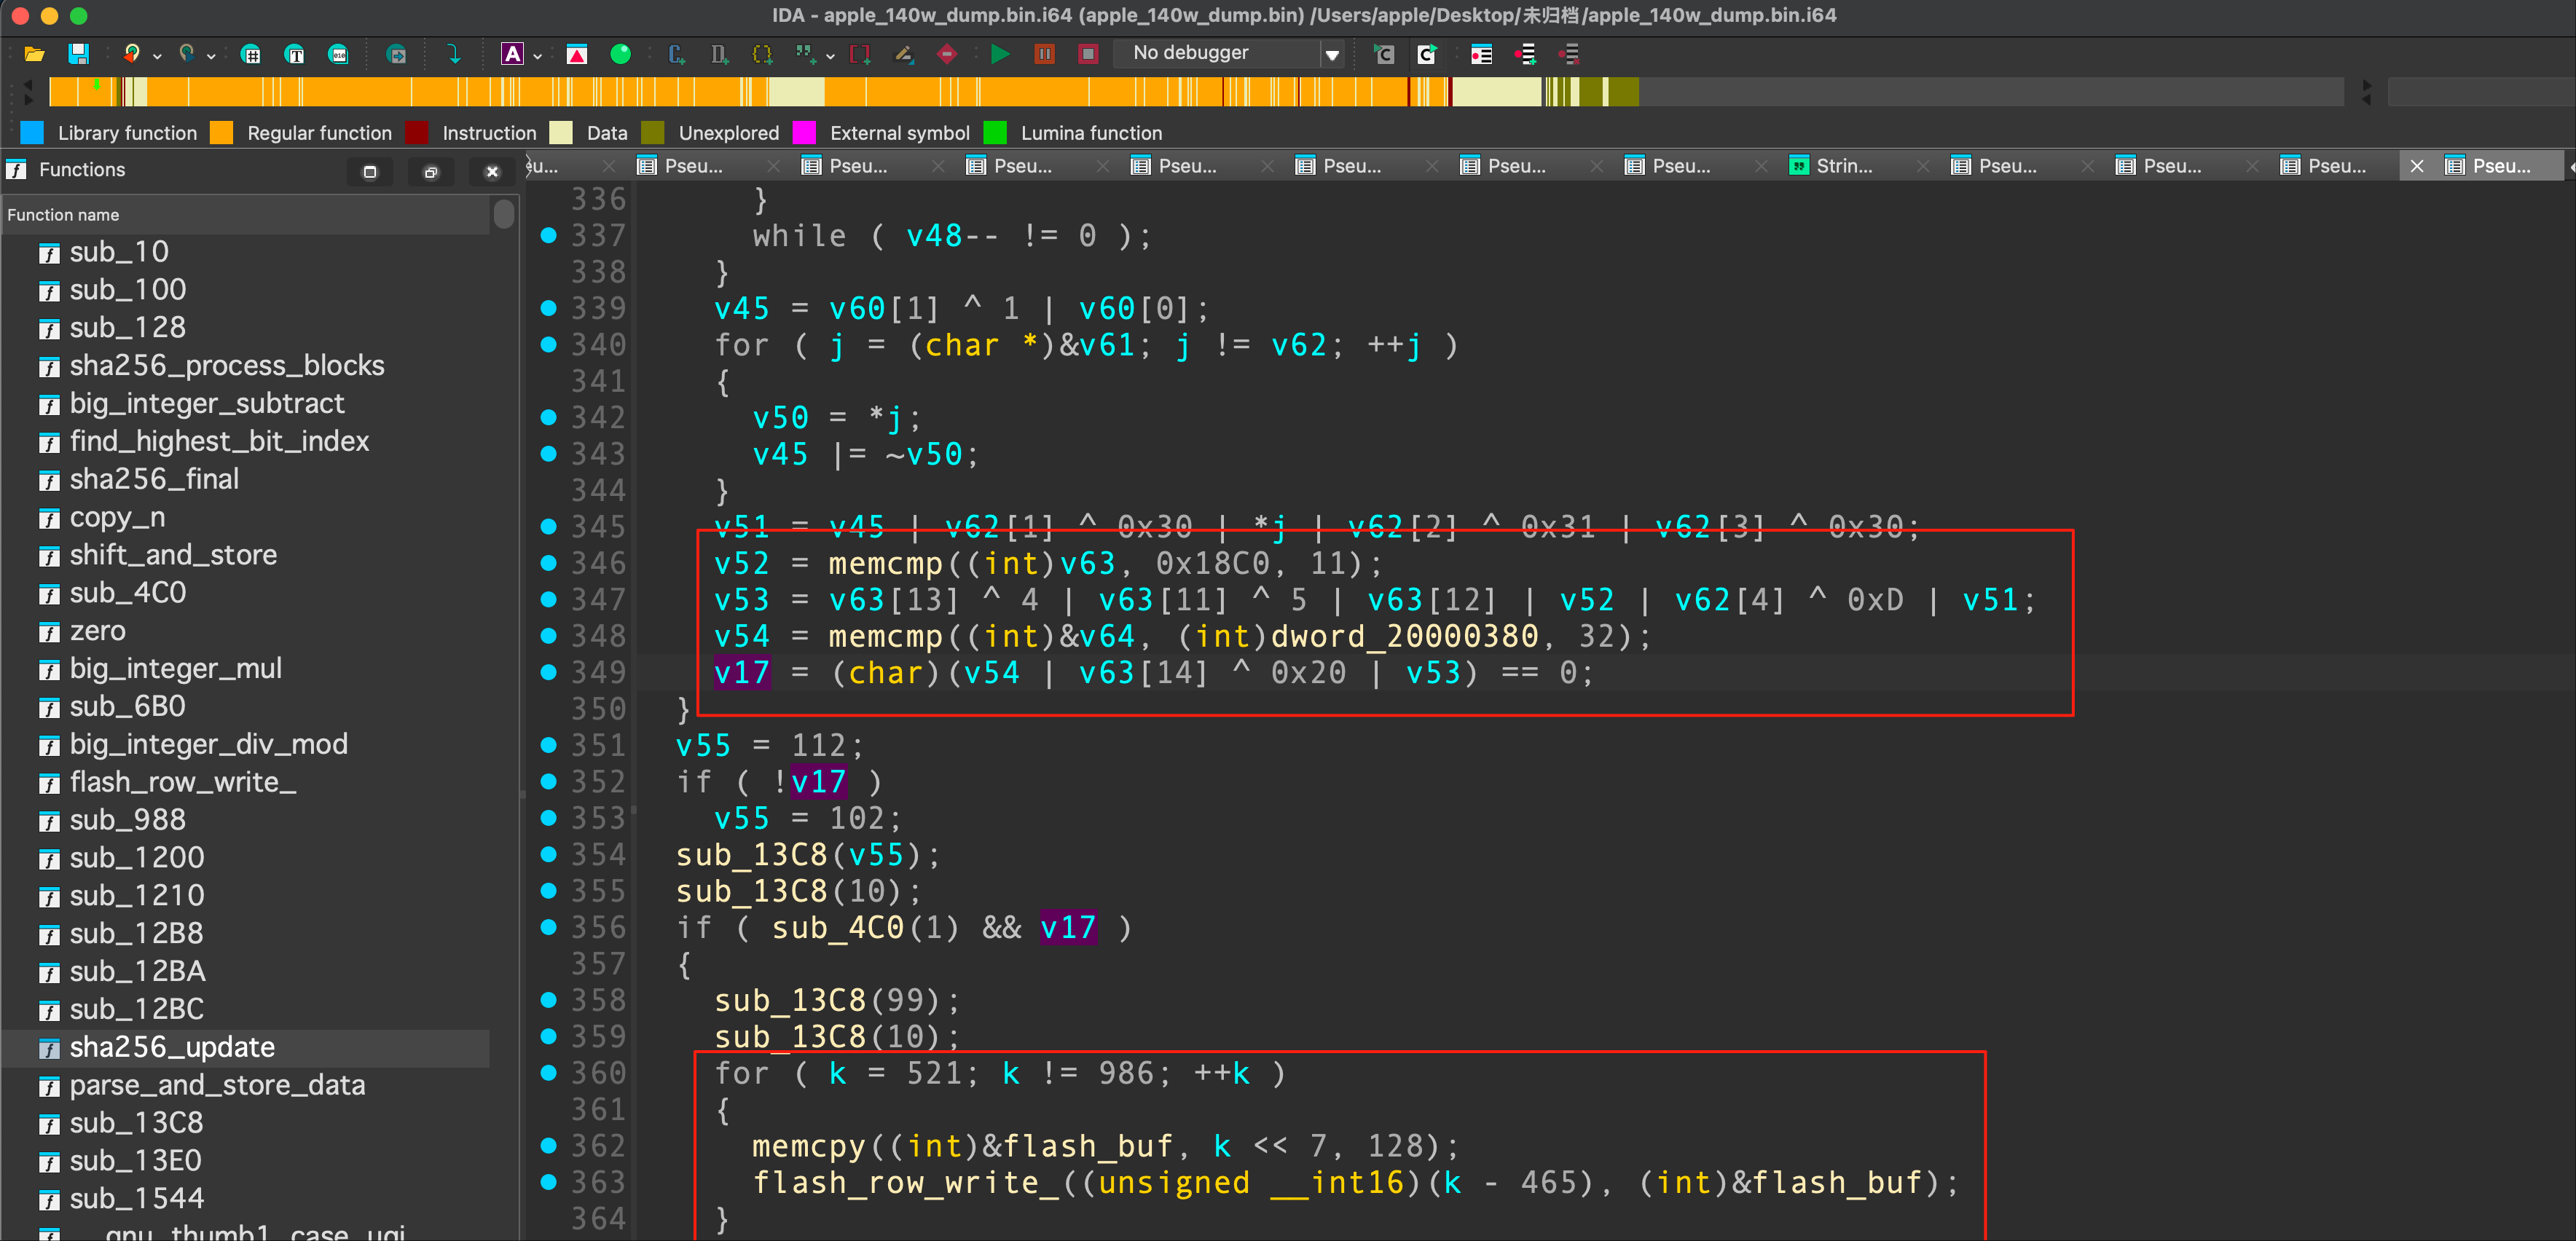 IDA - apple_140w_dump.bin.i64 (apple_140w_dump.bin) /Users/apple/Desktop/未归档/apple_140w_dump.bin.i64
No debugger
Library function Regular function Instruction Data Unexplored External symbol Lumina function
Functions
Pseu... Pseu... Pseu... Pseu... Pseu... Pseu... Pseu... Strin... Pseu... Pseu... Pseu... Pseu...
Function name
sub_10
sub_100
sub_128
sha256_process_blocks
big_integer_subtract
find_highest_bit_index
sha256_final
copy_n
shift_and_store
sub_4C0
zero
big_integer_mul
sub_6B0
big_integer_div_mod
flash_row_write_
sub_988
sub_1200
sub_1210
sub_12B8
sub_12BA
sub_12BC
sha256_update
parse_and_store_data
sub_13C8
sub_13E0
sub_1544
336 }
337 while ( v48-- != 0 );
338 }
339 v45 = v60[1] ^ 1 | v60[0];
340 for ( j = (char *)&v61; j != v62; ++j )
341 {
342 v50 = *j;
343 v45 |= ~v50;
344 }
345 v51 = v45 | v62[1] ^ 0x30 | *j | v62[2] ^ 0x31 | v62[3] ^ 0x30;
346 v52 = memcmp((int)v63, 0x18C0, 11);
347 v53 = v63[13] ^ 4 | v63[11] ^ 5 | v63[12] | v52 | v62[4] ^ 0xD | v51;
348 v54 = memcmp((int)&v64, (int)dword_20000380, 32);
349 v17 = (char)(v54 | v63[14] ^ 0x20 | v53) == 0;
350 }
351 v55 = 112;
352 if ( !v17 )
353 v55 = 102;
354 sub_13C8(v55);
355 sub_13C8(10);
356 if ( sub_4C0(1) && v17 )
357 {
358 sub_13C8(99);
359 sub_13C8(10);
360 for ( k = 521; k != 986; ++k )
361 {
362 memcpy((int)&flash_buf, k << 7, 128);
363 flash_row_write_((unsigned __int16)(k - 465), (int)&flash_buf);
364 }